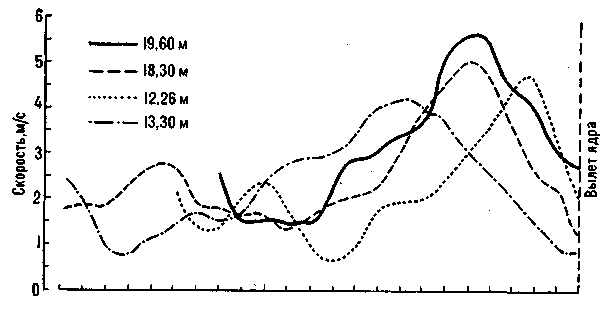 6
5
4
3
2
1
0
Скорость, м/с
19,60 м
18,30 м
12,26 м
13,30 м
Вылет ядра